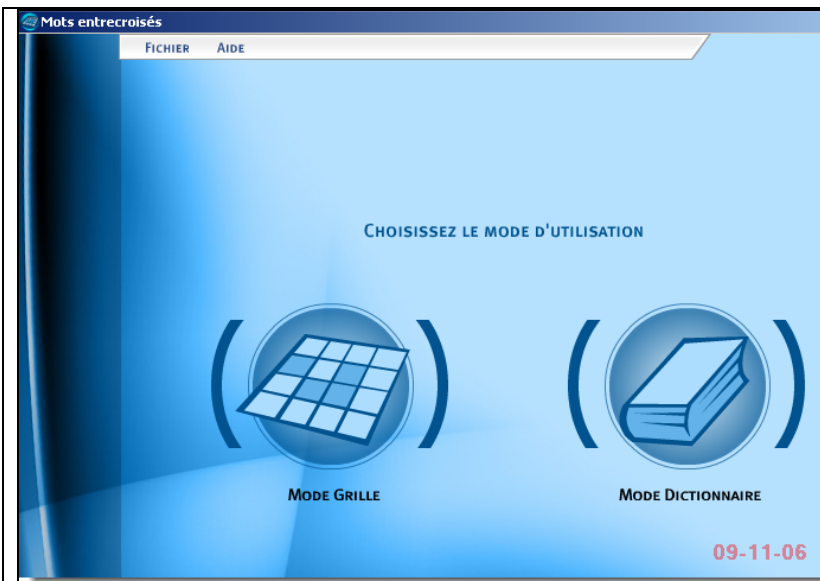 Mots entrecroisés
FICHIER AIDE
CHOISISSEZ LE MODE D'UTILISATION
MODE GRILLE MODE DICTIONNAIRE
09-11-06